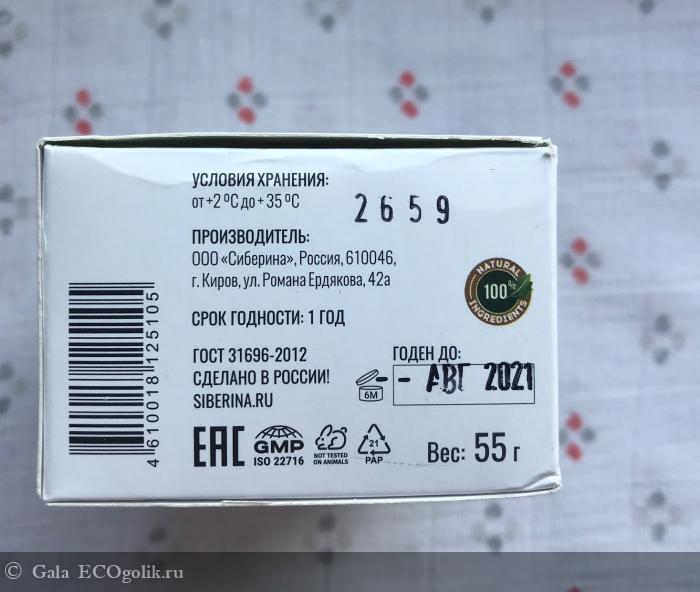 УСЛОВИЯ ХРАНЕНИЯ:
от +2 ºС до + 35 ºС
2659
ПРОИЗВОДИТЕЛЬ:
ООО «Сиберина», Россия, 610046,
г. Киров, ул. Романа Ердякова, 42а
NATURAL
100%
INGREDIENTS
СРОК ГОДНОСТИ: 1 ГОД
ГОСТ 31696-2012
СДЕЛАНО В РОССИИ!
SIBERINA.RU
ГОДЕН ДО:
6M
- - АВГ 2021
4 610018 125105
EAC
GMP
ISO 22716
NOT TESTED
ON ANIMALS
21
PAP
Вес: 55 г
© Gala ECOgolik.ru